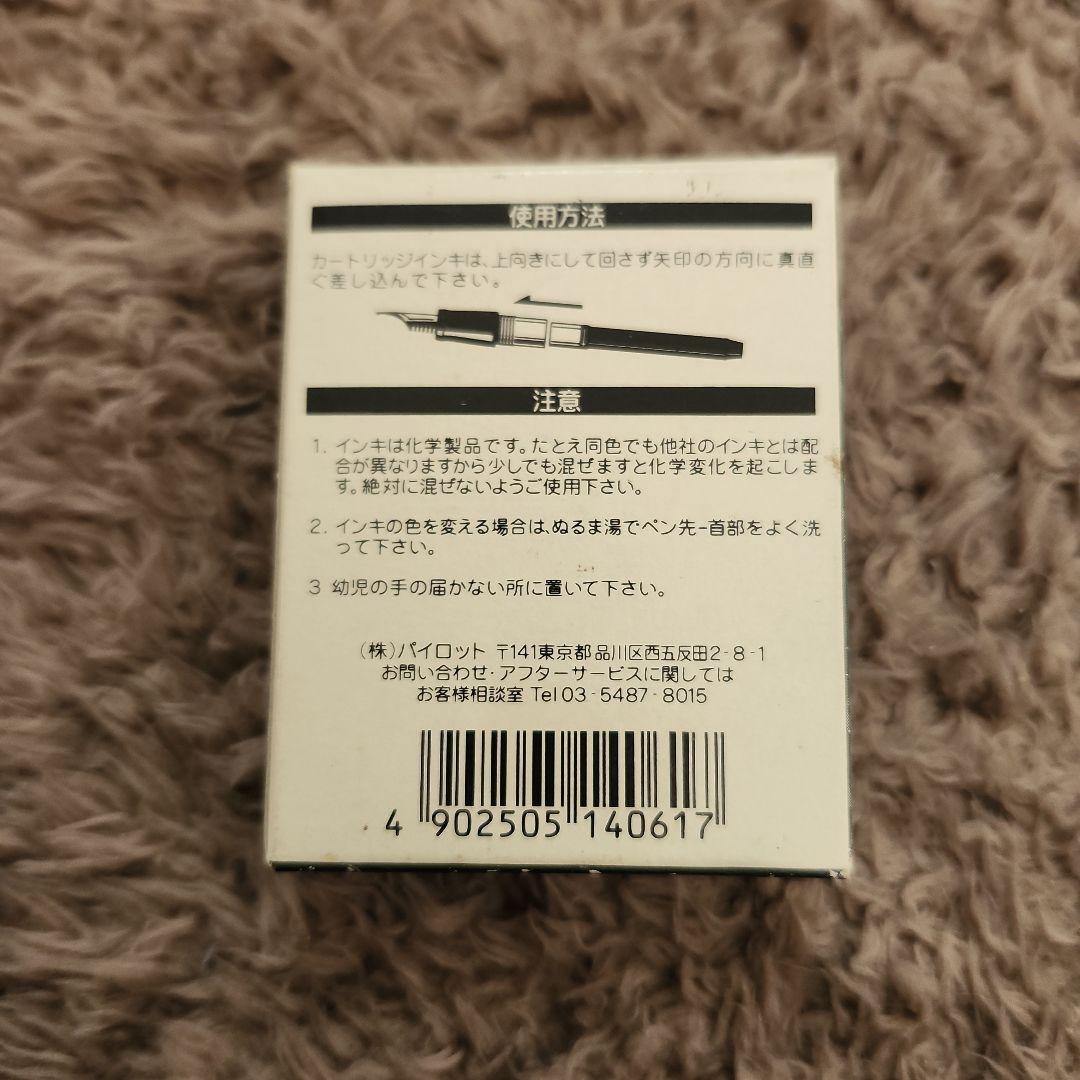 使用方法
カートリッジインキは、上向きにして回さず矢印の方向に真直
ぐ差し込んで下さい。
注意
1. インキは化学製品です。たとえ同色でも他社のインキとは配
合が異なりますから少しでも混ぜますと化学変化を起こしま
す。絶対に混ぜないようご使用下さい。
2. インキの色を変える場合は、ぬるま湯でペン先-首部をよく洗
って下さい。
3 幼児の手の届かない所に置いて下さい。
(株)パイロット 〒141東京都品川区西五反田2-8-1
お問い合わせ・アフターサービスに関しては
お客様相談室 Tel 03-5487-8015
4 902505 140617